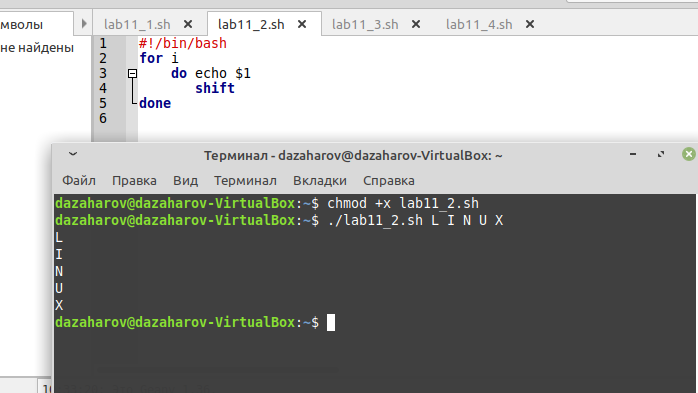 мволы
не найдены
lab11_1.sh
lab11_2.sh
lab11_3.sh
lab11_4.sh
1 #!/bin/bash
2 for i
3 do echo $1
4 shift
5 done
6
Терминал - dazaharov@dazaharov-VirtualBox: ~
Файл Правка Вид Терминал Вкладки Справка
dazaharov@dazaharov-VirtualBox:~$ chmod +x lab11_2.sh
dazaharov@dazaharov-VirtualBox:~$ ./lab11_2.sh L I N U X
L
I
N
U
X
dazaharov@dazaharov-VirtualBox:~$